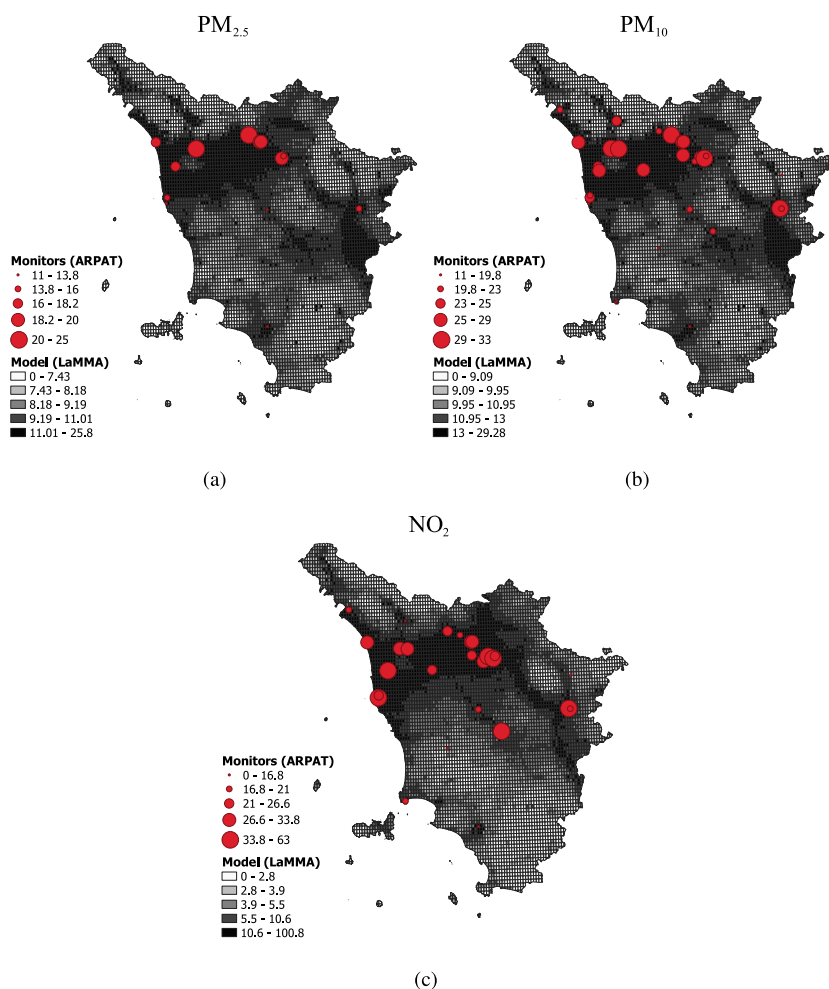 PM2.5
PM10
Monitors (ARPAT)
11 - 13.8
13.8 - 16
16 - 18.2
18.2 - 20
20 - 25
Model (LaMMA)
0 - 7.43
7.43 - 8.18
8.18 - 9.19
9.19 - 11.01
11.01 - 25.8
Monitors (ARPAT)
11 - 19.8
19.8 - 23
23 - 25
25 - 29
29 - 33
Model (LaMMA)
0 - 9.09
9.09 - 9.95
9.95 - 10.95
10.95 - 13
13 - 29.28
(a)
(b)
NO2
Monitors (ARPAT)
0 - 16.8
16.8 - 21
21 - 26.6
26.6 - 33.8
33.8 - 63
Model (LaMMA)
0 - 2.8
2.8 - 3.9
3.9 - 5.5
5.5 - 10.6
10.6 - 100.8
(c)